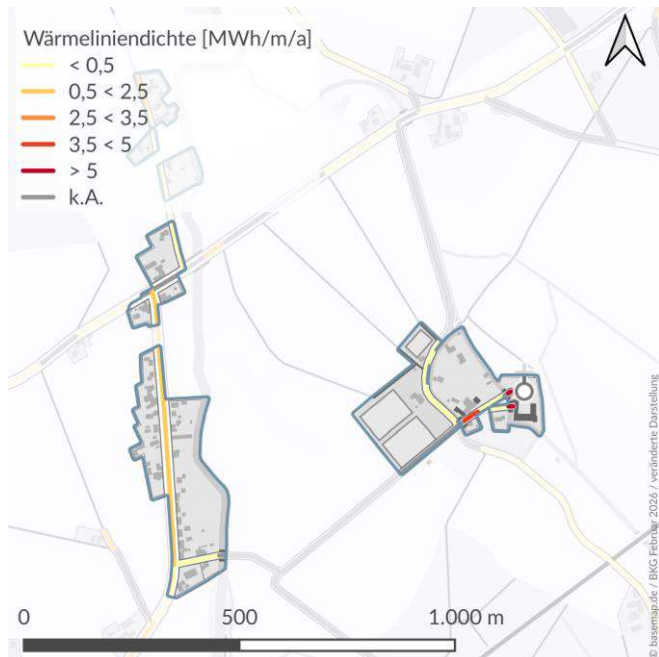 Wärmeliniendichte [MWh/m/a]
< 0,5
0,5 < 2,5
2,5 < 3,5
3,5 < 5
> 5
k.A.
© basemap.de / BKG Februar 2026 / veränderte Darstellung
0 500 1.000 m